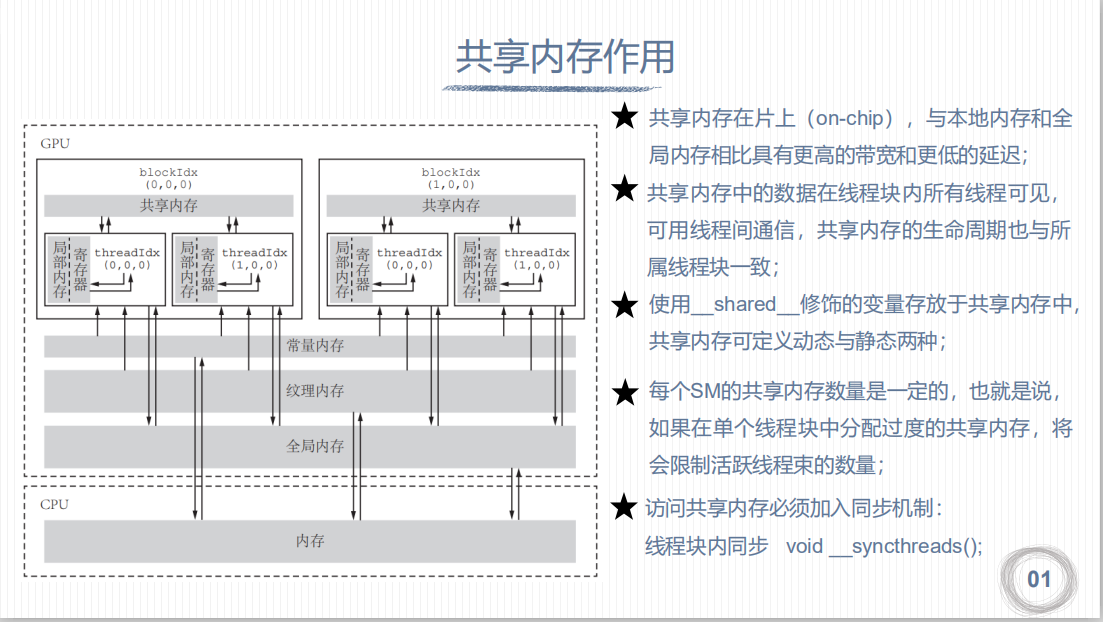 共享内存作用
GPU
blockIdx
(0,0,0)
共享内存
局部内存
寄存器
threadIdx
(0,0,0)
局部内存
寄存器
threadIdx
(1,0,0)
blockIdx
(1,0,0)
共享内存
局部内存
寄存器
threadIdx
(0,0,0)
局部内存
寄存器
threadIdx
(1,0,0)
常量内存
纹理内存
全局内存
CPU
内存
★ 共享内存在片上（on-chip），与本地内存和全
局内存相比具有更高的带宽和更低的延迟；
★ 共享内存中的数据在线程块内所有线程可见，
可用线程间通信，共享内存的生命周期也与所
属线程块一致；
★ 使用__shared__修饰的变量存放于共享内存中，
共享内存可定义动态与静态两种；
★ 每个SM的共享内存数量是一定的，也就是说，
如果在单个线程块中分配过度的共享内存，将
会限制活跃线程束的数量；
★ 访问共享内存必须加入同步机制：
线程块内同步 void __syncthreads();
01